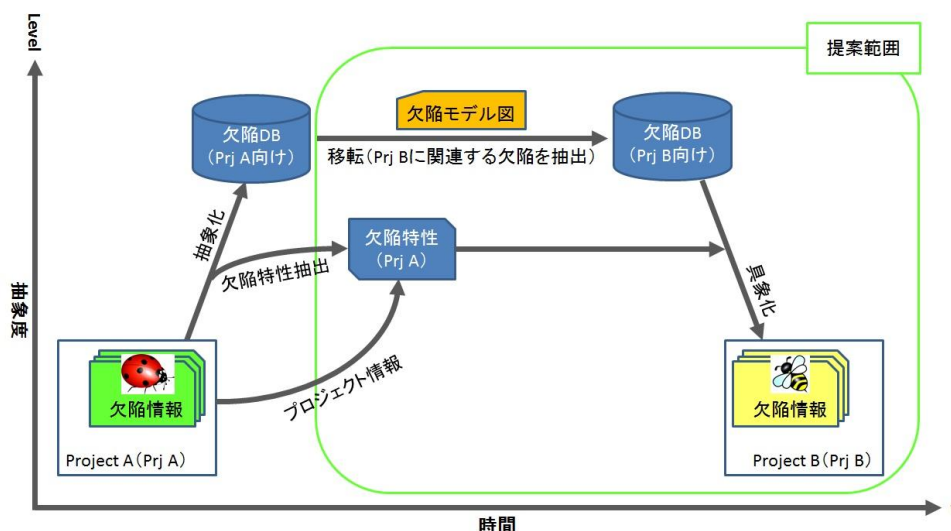 Level
提案範囲
欠陥DB
(Prj A向け)
欠陥モデル図
移転(Prj Bに関連する欠陥を抽出)
欠陥DB
(Prj B向け)
抽象化
欠陥特性抽出
欠陥特性
(Prj A)
具象化
抽象度
プロジェクト情報
欠陥情報
Project A(Prj A)
欠陥情報
Project B(Prj B)
時間